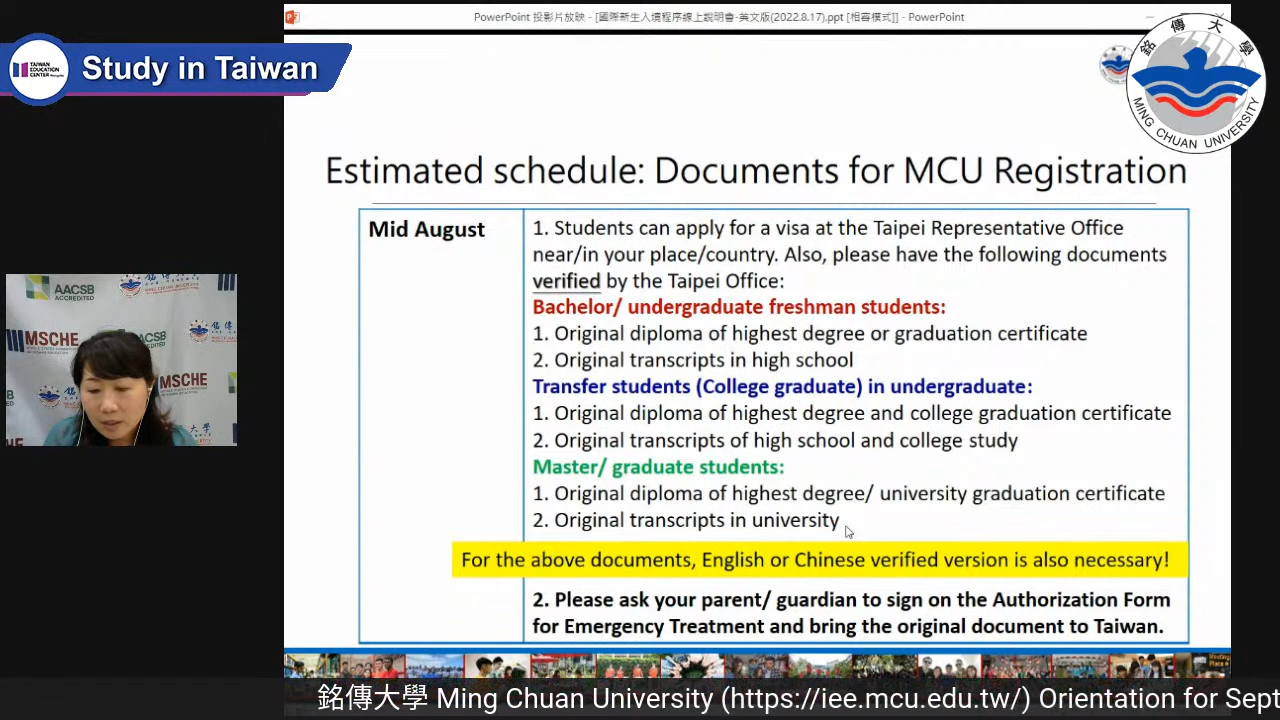 PowerPoint 投影片放映 - [國際新生入境程序線上說明會-英文版(2022.8.17).ppt [相容模式]] - PowerPoint
TAIWAN
EDUCATION
CENTER
Study in Taiwan
銘傳大學
MING CHUAN UNIVERSITY
Estimated schedule: Documents for MCU Registration
Mid August
1. Students can apply for a visa at the Taipei Representative Office
near/in your place/country. Also, please have the following documents
verified by the Taipei Office:
Bachelor/ undergraduate freshman students:
1. Original diploma of highest degree or graduation certificate
2. Original transcripts in high school
Transfer students (College graduate) in undergraduate:
1. Original diploma of highest degree and college graduation certificate
2. Original transcripts of high school and college study
Master/ graduate students:
1. Original diploma of highest degree/ university graduation certificate
2. Original transcripts in university
For the above documents, English or Chinese verified version is also necessary!
2. Please ask your parent/ guardian to sign on the Authorization Form
for Emergency Treatment and bring the original document to Taiwan.
AACSB
ACCREDITED
MSCHE
MSCHE
銘傳大學 Ming Chuan University (https://iee.mcu.edu.tw/) Orientation for Sept